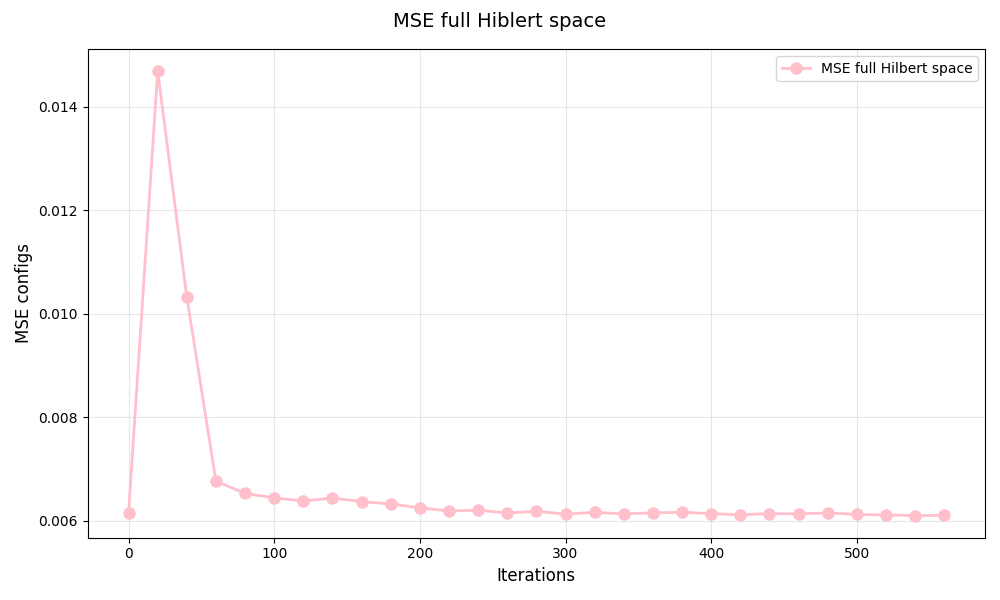 MSE full Hiblert space
MSE full Hilbert space
MSE configs
0.014
0.012
0.010
0.008
0.006
0
100
200
300
400
500
Iterations